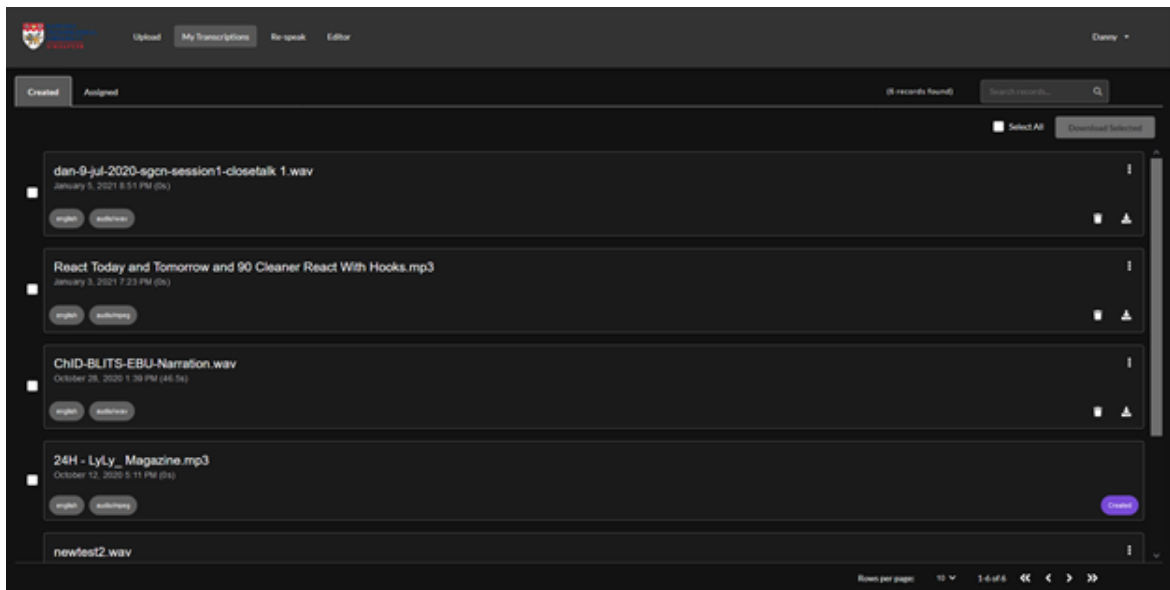 Upload My Transcriptions Re-speak Editor Danny
Created Assigned (6 records found) Search records...
Select All Download Selected
dan-9-jul-2020-sgcn-session1-closetalk 1.wav
January 5, 2021 8:51 PM (0s)
english audio/wav
React Today and Tomorrow and 90 Cleaner React With Hooks.mp3
January 3, 2021 7:23 PM (0s)
english audio/mpeg
ChID-BLITS-EBU-Narration.wav
October 28, 2020 1:39 PM (46.5s)
english audio/wav
24H - LyLy_ Magazine.mp3
October 12, 2020 5:11 PM (0s)
english audio/mpeg Created
newtest2.wav
Rows per page: 10 1-6 of 6